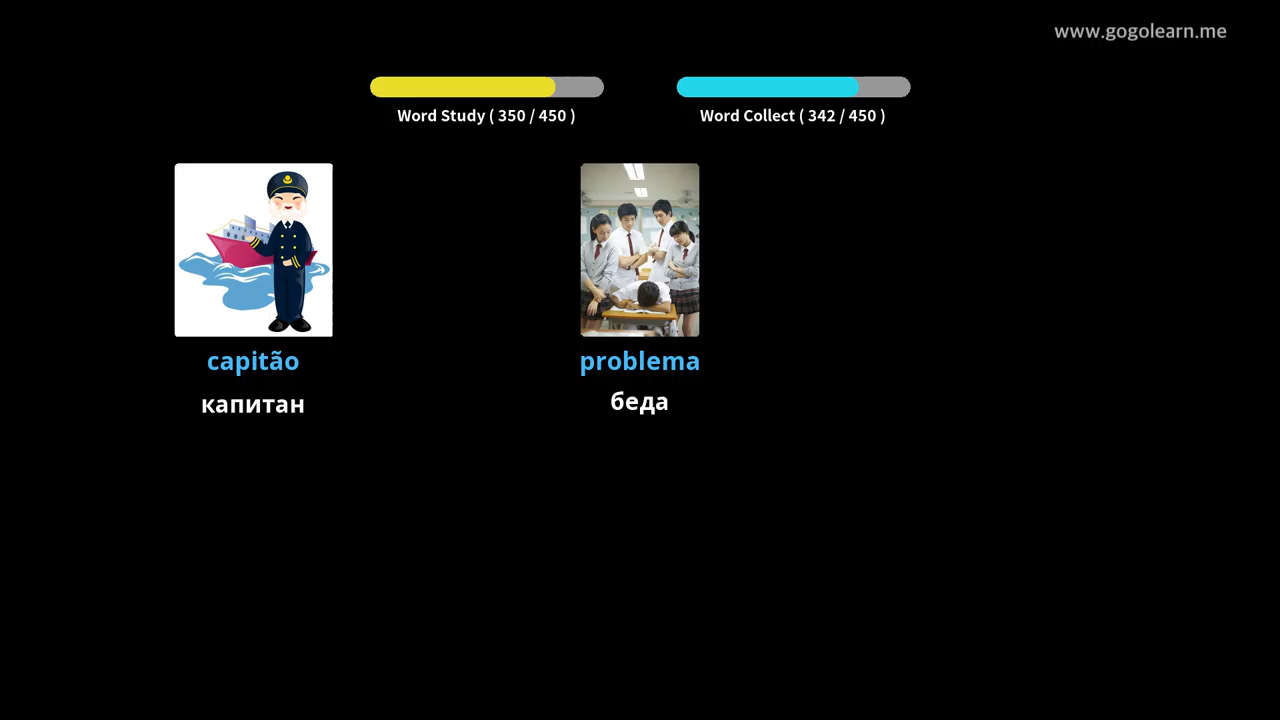 www.gogolearn.me
Word Study ( 350 / 450 )
Word Collect ( 342 / 450 )
capitão
problema
капитан
беда